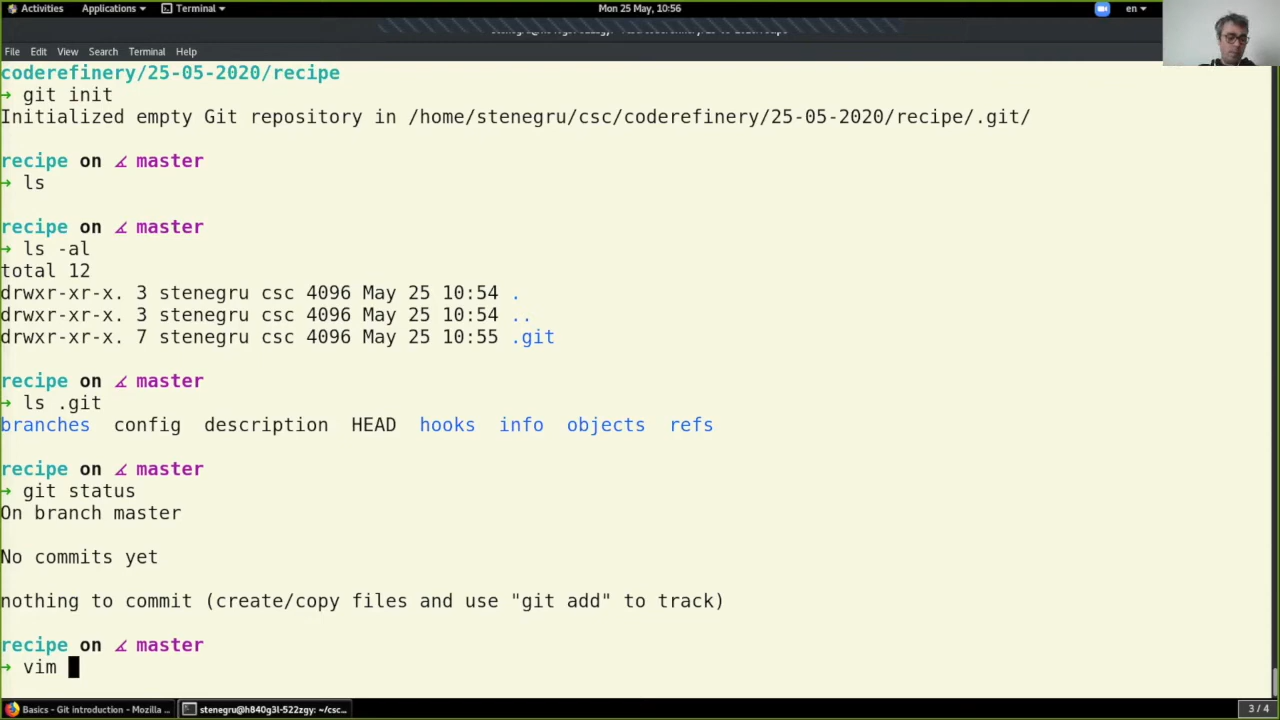 Activities Applications Terminal Mon 25 May, 10:56 en
File Edit View Search Terminal Help
coderefinery/25-05-2020/recipe
➜ git init
Initialized empty Git repository in /home/stenegru/csc/coderefinery/25-05-2020/recipe/.git/
recipe on master
➜ ls
recipe on master
➜ ls -al
total 12
drwxr-xr-x. 3 stenegru csc 4096 May 25 10:54 .
drwxr-xr-x. 3 stenegru csc 4096 May 25 10:54 ..
drwxr-xr-x. 7 stenegru csc 4096 May 25 10:55 .git
recipe on master
➜ ls .git
branches config description HEAD hooks info objects refs
recipe on master
➜ git status
On branch master
No commits yet
nothing to commit (create/copy files and use "git add" to track)
recipe on master
➜ vim
Basics - Git introduction - Mozilla ... stenegru@h840g3l-522zgy: ~/csc... 3 / 4